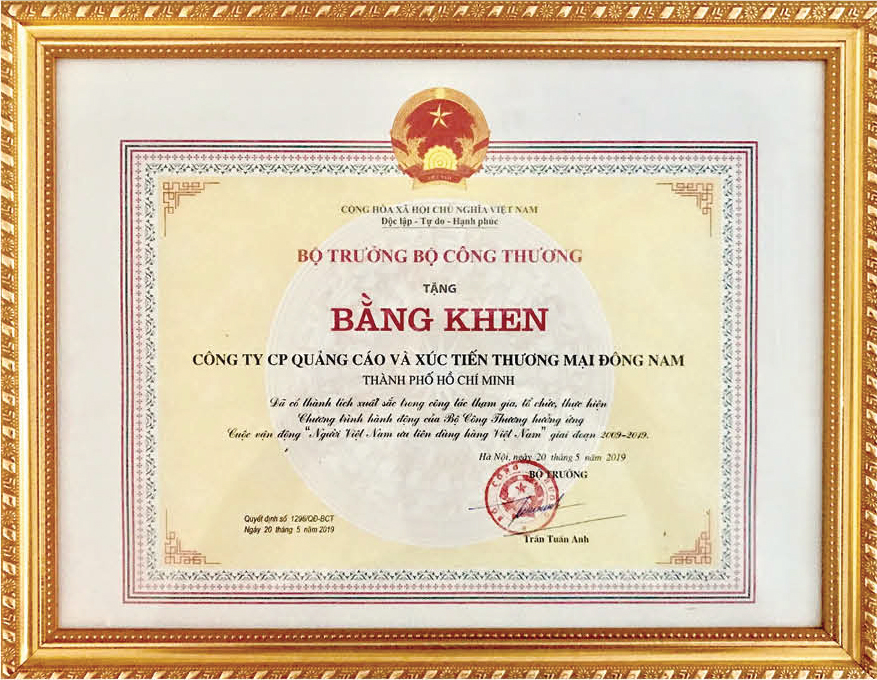 CỘNG HÒA XÃ HỘI CHỦ NGHĨA VIỆT NAM
Độc lập - Tự do - Hạnh phúc
BỘ TRƯỞNG BỘ CÔNG THƯƠNG
TẶNG
BẰNG KHEN
CÔNG TY CP QUẢNG CÁO VÀ XÚC TIẾN THƯƠNG MẠI ĐÔNG NAM
THÀNH PHỐ HỒ CHÍ MINH
Đã có thành tích xuất sắc trong công tác tham gia, tổ chức, thực hiện
Chương trình hành động của Bộ Công Thương hưởng ứng
Cuộc vận động "Người Việt Nam ưu tiên dùng hàng Việt Nam" giai đoạn 2009-2019.
Hà Nội, ngày 20 tháng 5 năm 2019
BỘ TRƯỞNG
Quyết định số 1296/QĐ-BCT
Ngày 20 tháng 5 năm 2019
Trần Tuấn Anh